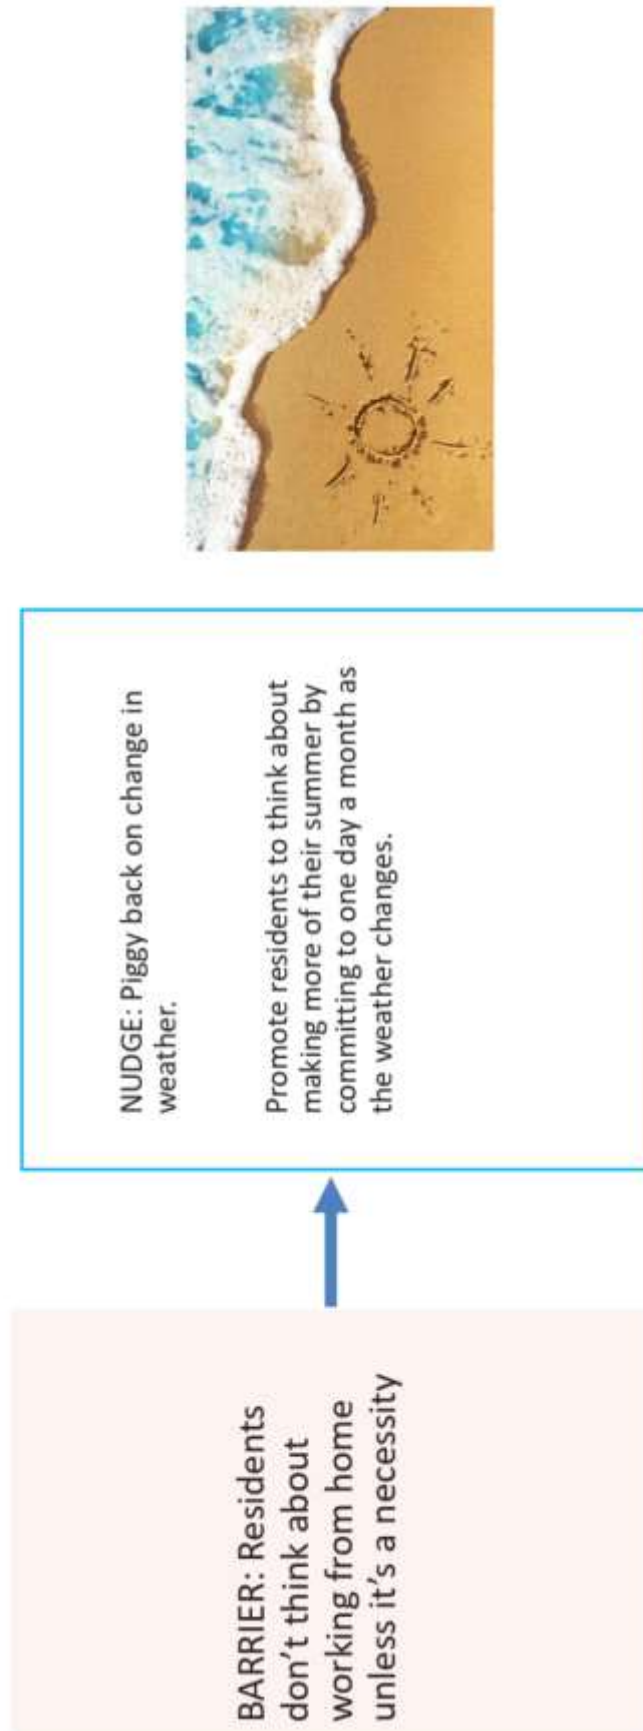 BARRIER: Residents
don't think about
working from home
unless it's a necessity
NUDGE: Piggy back on change in
weather.
Promote residents to think about
making more of their summer by
committing to one day a month as
the weather changes.